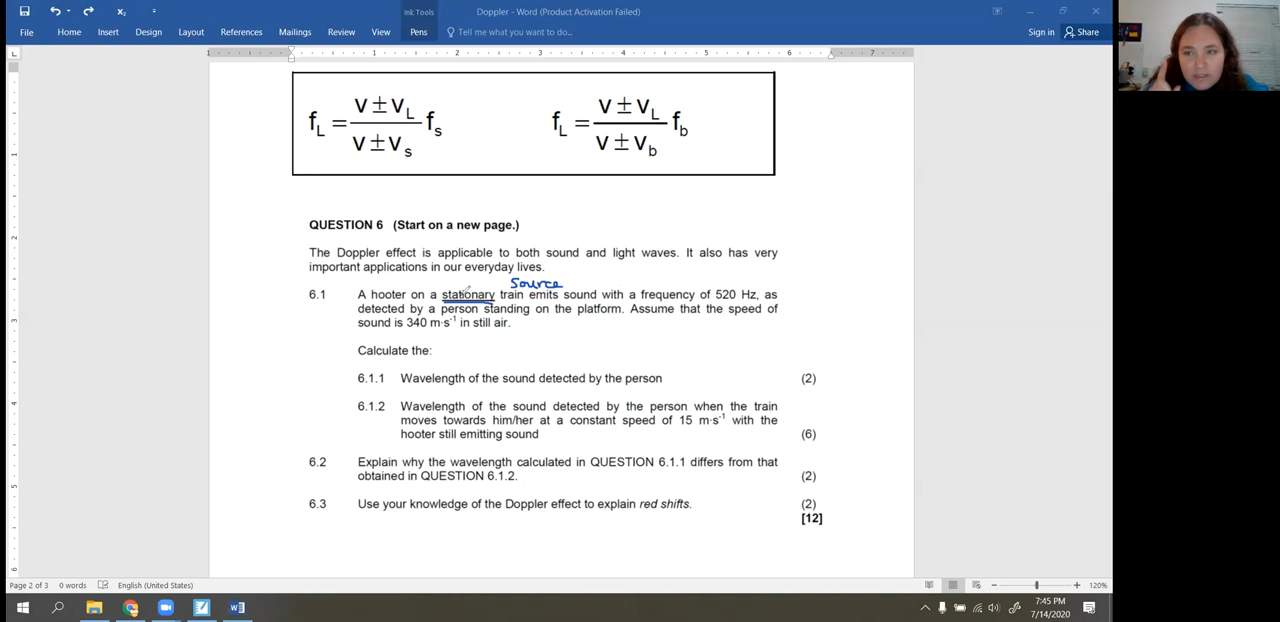 Ink Tools
Doppler - Word (Product Activation Failed)
File Home Insert Design Layout References Mailings Review View Pens Tell me what you want to do... Sign in Share
1 1 2 3 4 5 6 7
f_L = (v ± v_L)/(v ± v_s) f_s f_L = (v ± v_L)/(v ± v_b) f_b
QUESTION 6 (Start on a new page.)
The Doppler effect is applicable to both sound and light waves. It also has very
important applications in our everyday lives.
Source
6.1 A hooter on a stationary train emits sound with a frequency of 520 Hz, as
detected by a person standing on the platform. Assume that the speed of
sound is 340 m·s⁻¹ in still air.
Calculate the:
6.1.1 Wavelength of the sound detected by the person (2)
6.1.2 Wavelength of the sound detected by the person when the train
moves towards him/her at a constant speed of 15 m·s⁻¹ with the
hooter still emitting sound (6)
6.2 Explain why the wavelength calculated in QUESTION 6.1.1 differs from that
obtained in QUESTION 6.1.2. (2)
6.3 Use your knowledge of the Doppler effect to explain red shifts. (2)
[12]
Page 2 of 3 0 words English (United States) 120%
7:45 PM
7/14/2020